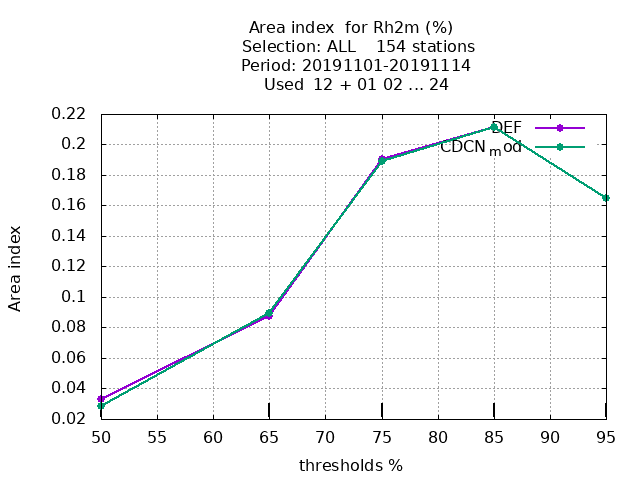 Area index for Rh2m (%)
Selection: ALL 154 stations
Period: 20191101-20191114
Used 12 + 01 02 ... 24
DEF
CDCNmod
Area index
0.22
0.2
0.18
0.16
0.14
0.12
0.1
0.08
0.06
0.04
0.02
50 55 60 65 70 75 80 85 90 95
thresholds %